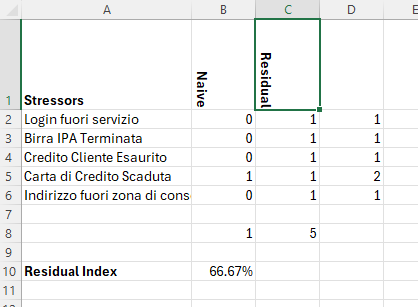 A B C D E
Naive Residual
1 Stressors
2 Login fuori servizio 0 1 1
3 Birra IPA Terminata 0 1 1
4 Credito Cliente Esaurito 0 1 1
5 Carta di Credito Scaduta 1 1 2
6 Indirizzo fuori zona di cons 0 1 1
7
8 1 5
9
10 Residual Index 66.67%
11